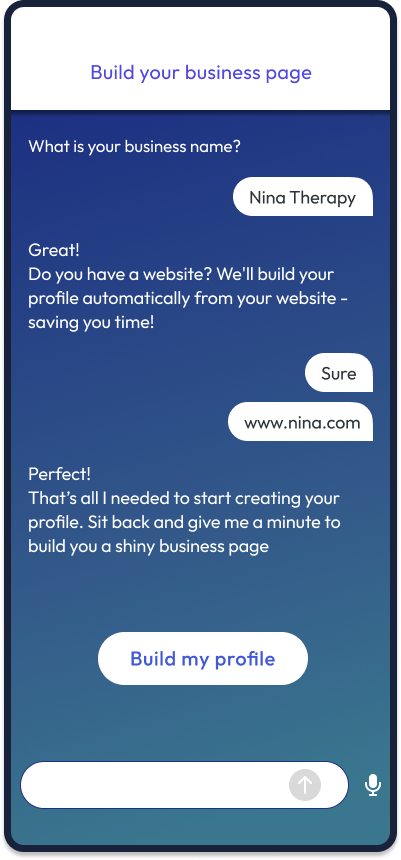 Build your business page
What is your business name?
Nina Therapy
Great!
Do you have a website? We'll build your
profile automatically from your website -
saving you time!
Sure
www.nina.com
Perfect!
That’s all I needed to start creating your
profile. Sit back and give me a minute to
build you a shiny business page
Build my profile